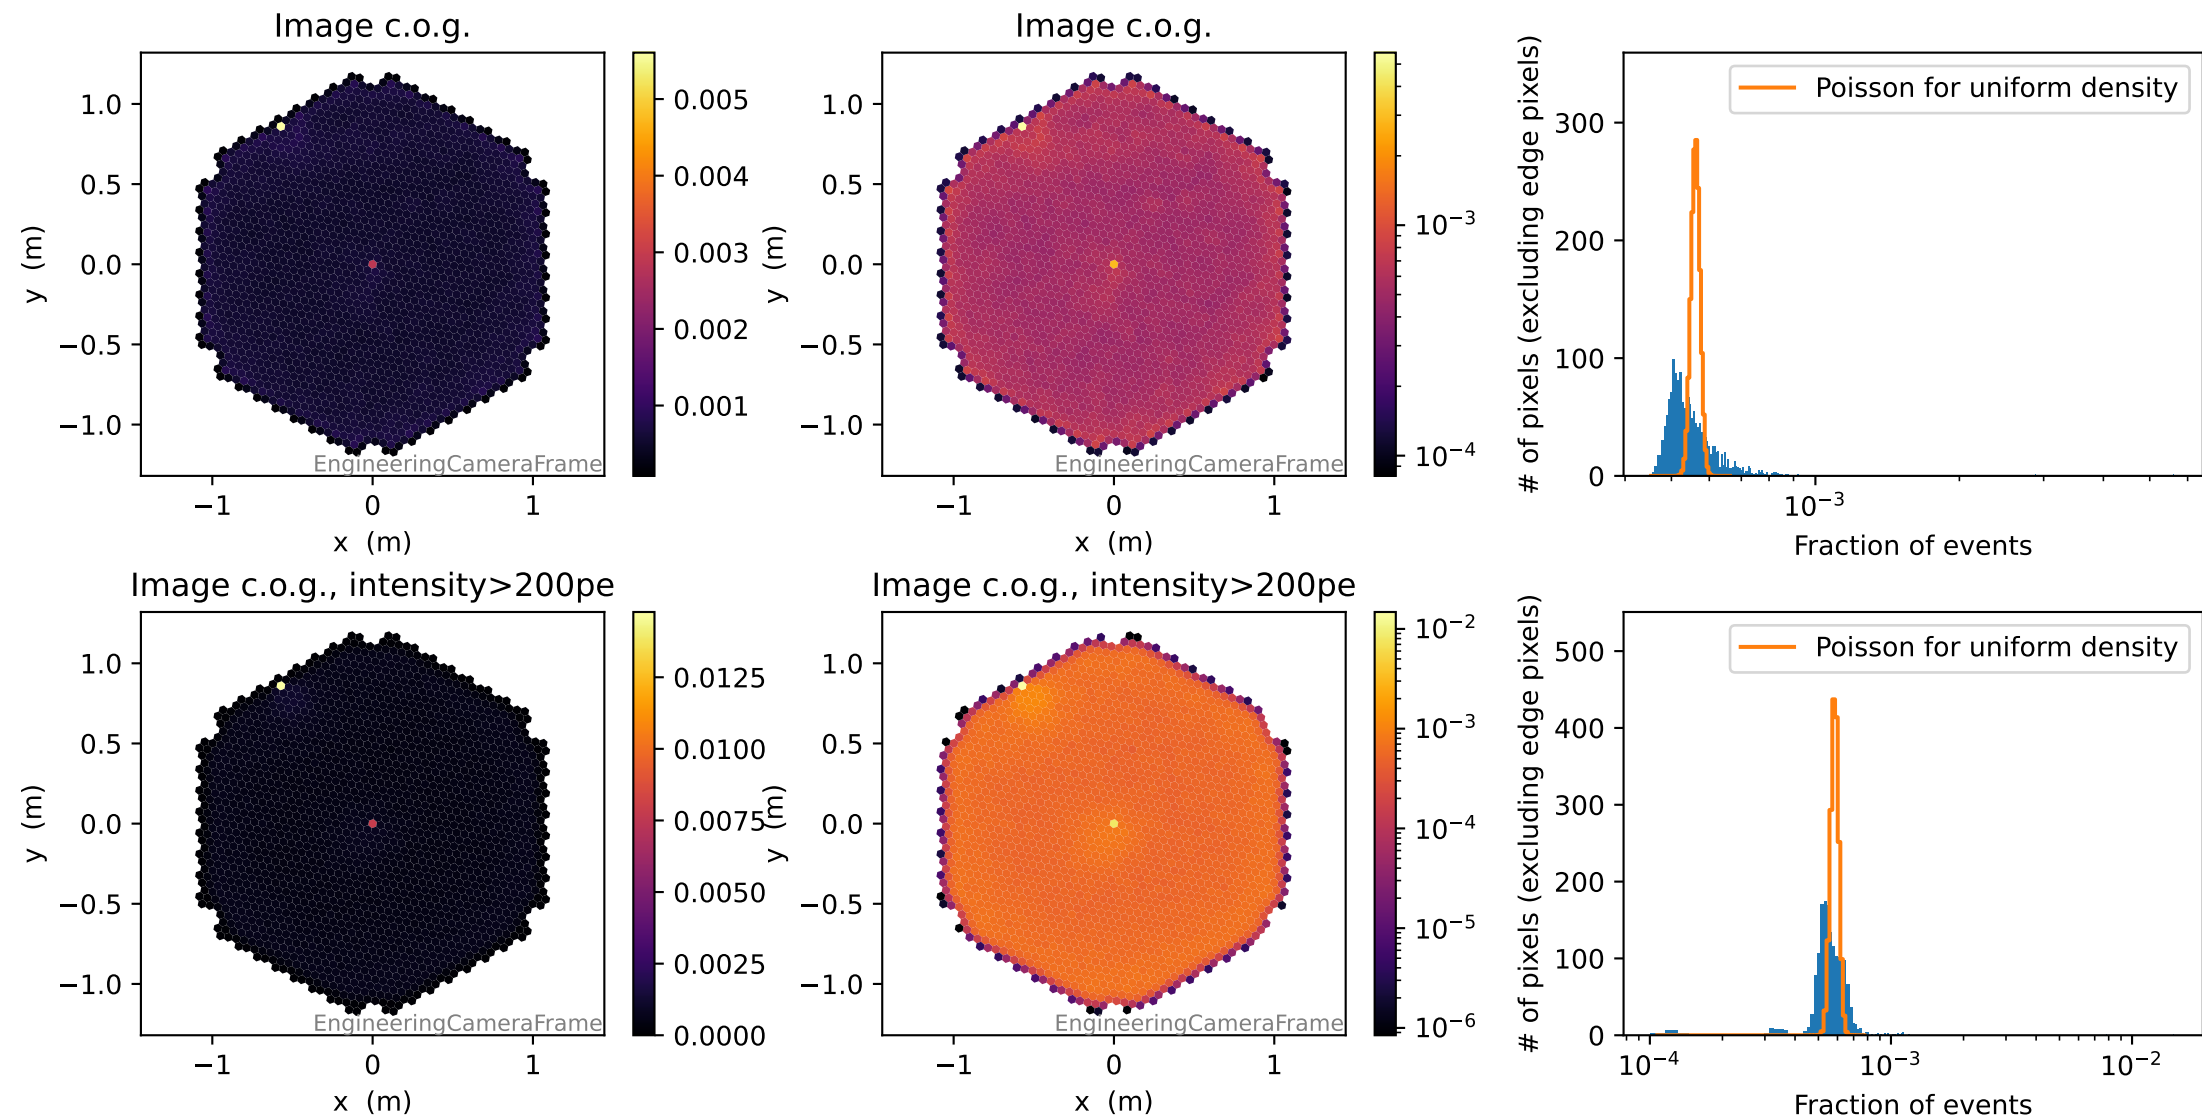 Image c.o.g.
1.0
0.5
0.0
−0.5
−1.0
y (m)
−1
0
1
x (m)
EngineeringCameraFrame
0.005
0.004
0.003
0.002
0.001
Image c.o.g.
1.0
0.5
0.0
−0.5
−1.0
y (m)
−1
0
1
x (m)
EngineeringCameraFrame
10⁻³
10⁻⁴
# of pixels (excluding edge pixels)
300
200
100
0
Poisson for uniform density
10⁻³
Fraction of events
Image c.o.g., intensity>200pe
1.0
0.5
0.0
−0.5
−1.0
y (m)
−1
0
1
x (m)
EngineeringCameraFrame
0.0125
0.0100
0.0075
0.0050
0.0025
0.0000
Image c.o.g., intensity>200pe
1.0
0.5
0.0
−0.5
−1.0
y (m)
−1
0
1
x (m)
EngineeringCameraFrame
10⁻²
10⁻³
10⁻⁴
10⁻⁵
10⁻⁶
# of pixels (excluding edge pixels)
500
400
300
200
100
0
Poisson for uniform density
10⁻⁴
10⁻³
10⁻²
Fraction of events